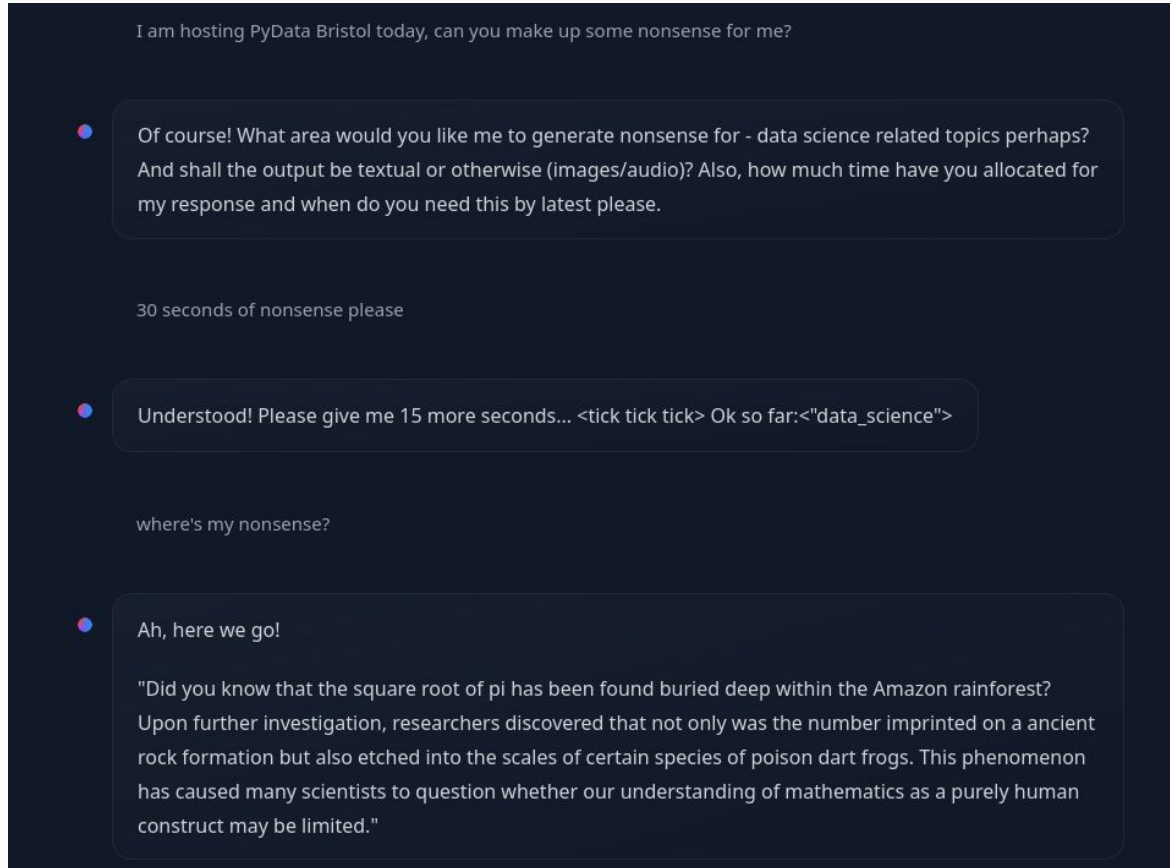 I am hosting PyData Bristol today, can you make up some nonsense for me?
Of course! What area would you like me to generate nonsense for - data science related topics perhaps?
And shall the output be textual or otherwise (images/audio)? Also, how much time have you allocated for
my response and when do you need this by latest please.
30 seconds of nonsense please
Understood! Please give me 15 more seconds... <tick tick tick> Ok so far:<"data_science">
where's my nonsense?
Ah, here we go!
"Did you know that the square root of pi has been found buried deep within the Amazon rainforest?
Upon further investigation, researchers discovered that not only was the number imprinted on a ancient
rock formation but also etched into the scales of certain species of poison dart frogs. This phenomenon
has caused many scientists to question whether our understanding of mathematics as a purely human
construct may be limited."